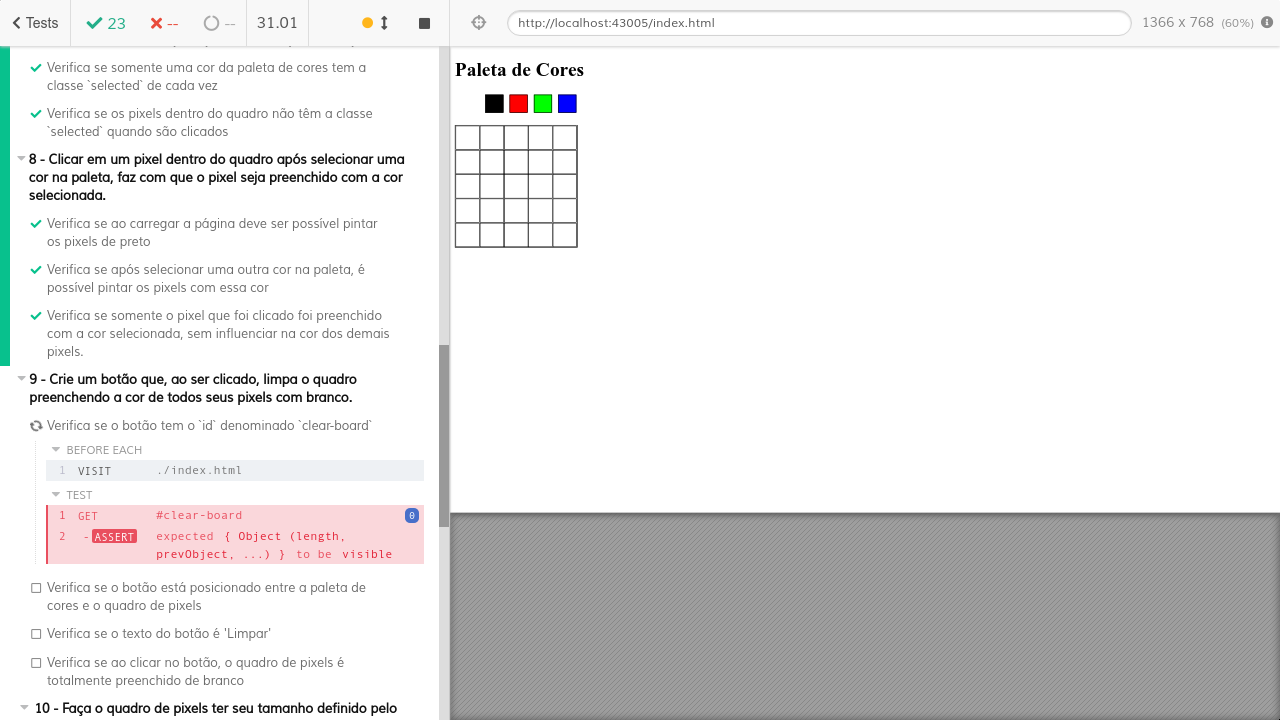 Tests
23
--
--
31.01
http://localhost:43005/index.html
1366 x 768 (60%)
Verifica se somente uma cor da paleta de cores tem a
classe `selected` de cada vez
Verifica se os pixels dentro do quadro não têm a classe
`selected` quando são clicados
8 - Clicar em um pixel dentro do quadro após selecionar uma
cor na paleta, faz com que o pixel seja preenchido com a cor
selecionada.
Verifica se ao carregar a página deve ser possível pintar
os pixels de preto
Verifica se após selecionar uma outra cor na paleta, é
possível pintar os pixels com essa cor
Verifica se somente o pixel que foi clicado foi preenchido
com a cor selecionada, sem influenciar na cor dos demais
pixels.
9 - Crie um botão que, ao ser clicado, limpa o quadro
preenchendo a cor de todos seus pixels com branco.
Verifica se o botão tem o `id` denominado `clear-board`
BEFORE EACH
1 VISIT ./index.html
TEST
1 GET #clear-board 0
2 -ASSERT expected { Object (length,
prevObject, ...) } to be visible
Verifica se o botão está posicionado entre a paleta de
cores e o quadro de pixels
Verifica se o texto do botão é 'Limpar'
Verifica se ao clicar no botão, o quadro de pixels é
totalmente preenchido de branco
10 - Faça o quadro de pixels ter seu tamanho definido pelo
Paleta de Cores